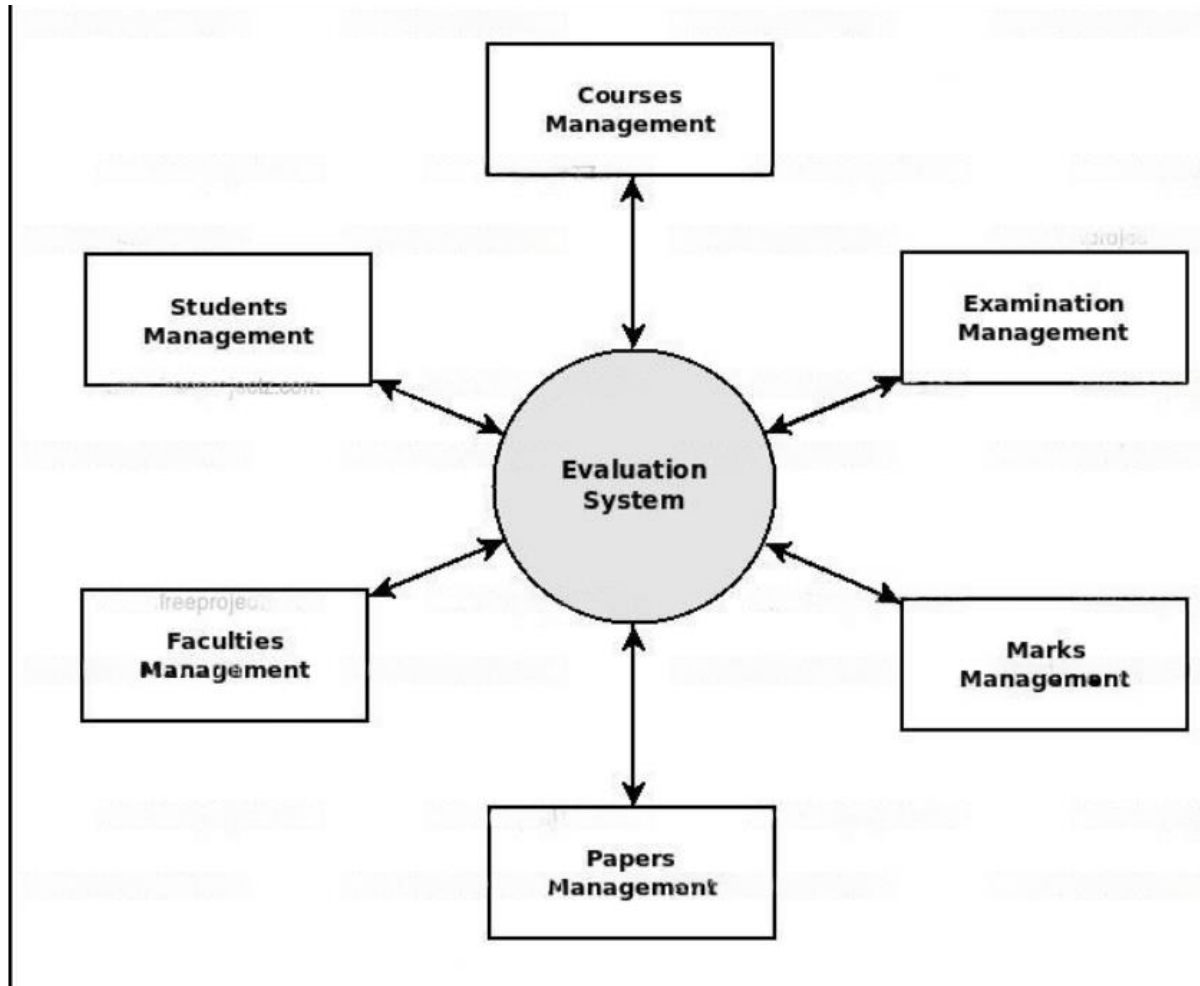 Courses
Management
Students
Management
Examination
Management
Evaluation
System
Faculties
Management
Marks
Management
Papers
Management